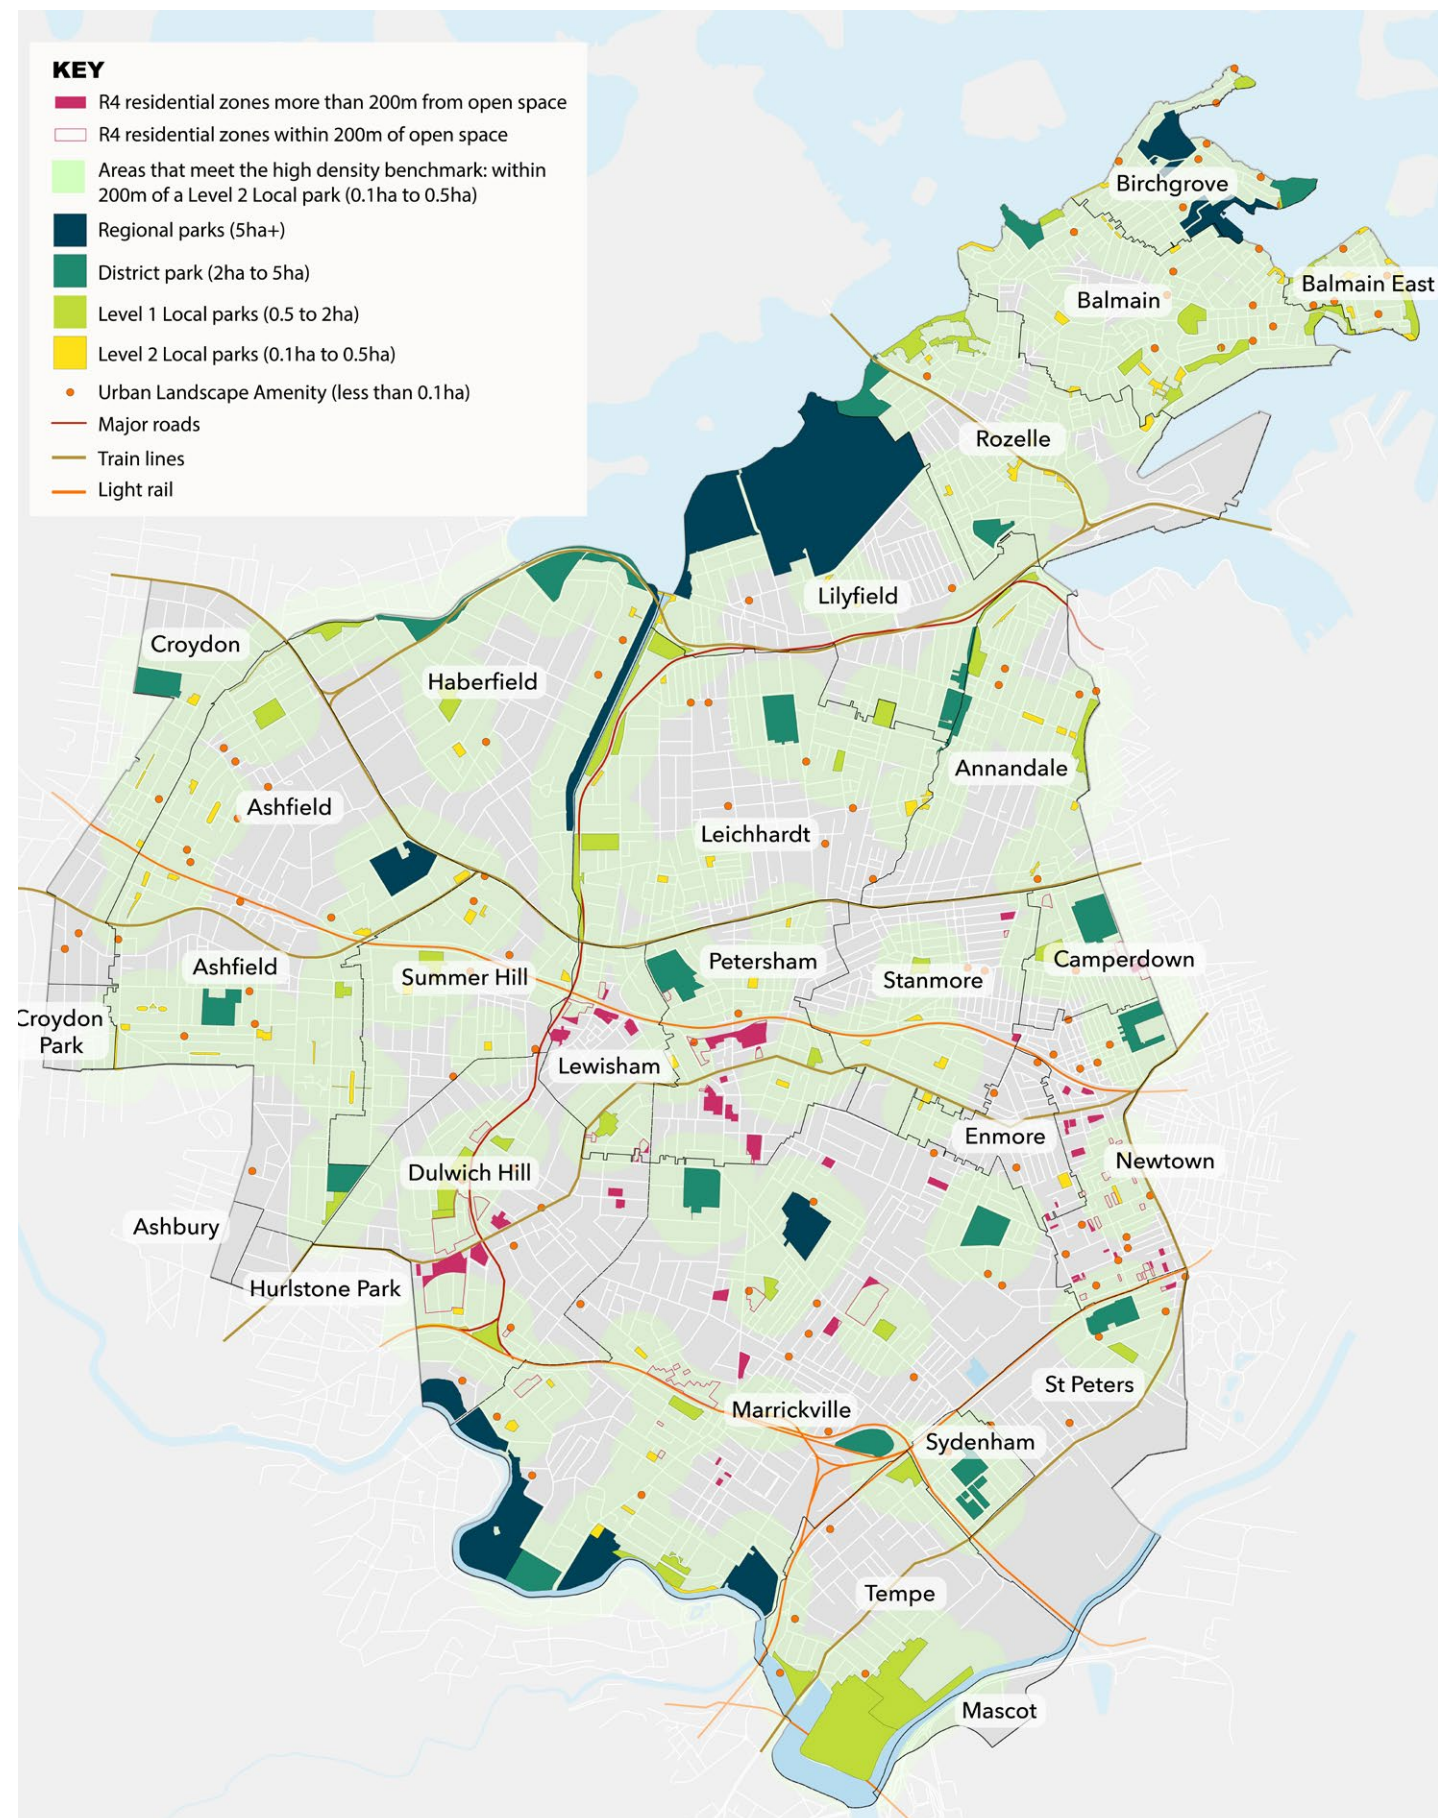 KEY
R4 residential zones more than 200m from open space
R4 residential zones within 200m of open space
Areas that meet the high density benchmark: within
200m of a Level 2 Local park (0.1ha to 0.5ha)
Regional parks (5ha+)
District park (2ha to 5ha)
Level 1 Local parks (0.5 to 2ha)
Level 2 Local parks (0.1ha to 0.5ha)
Urban Landscape Amenity (less than 0.1ha)
Major roads
Train lines
Light rail
Birchgrove
Balmain East
Balmain
Rozelle
Lilyfield
Croydon
Haberfield
Annandale
Ashfield
Leichhardt
Camperdown
Petersham
Ashfield
Summer Hill
Stanmore
Croydon
Park
Lewisham
Enmore
Newtown
Dulwich Hill
Ashbury
Hurlstone Park
St Peters
Marrickville
Sydenham
Tempe
Mascot